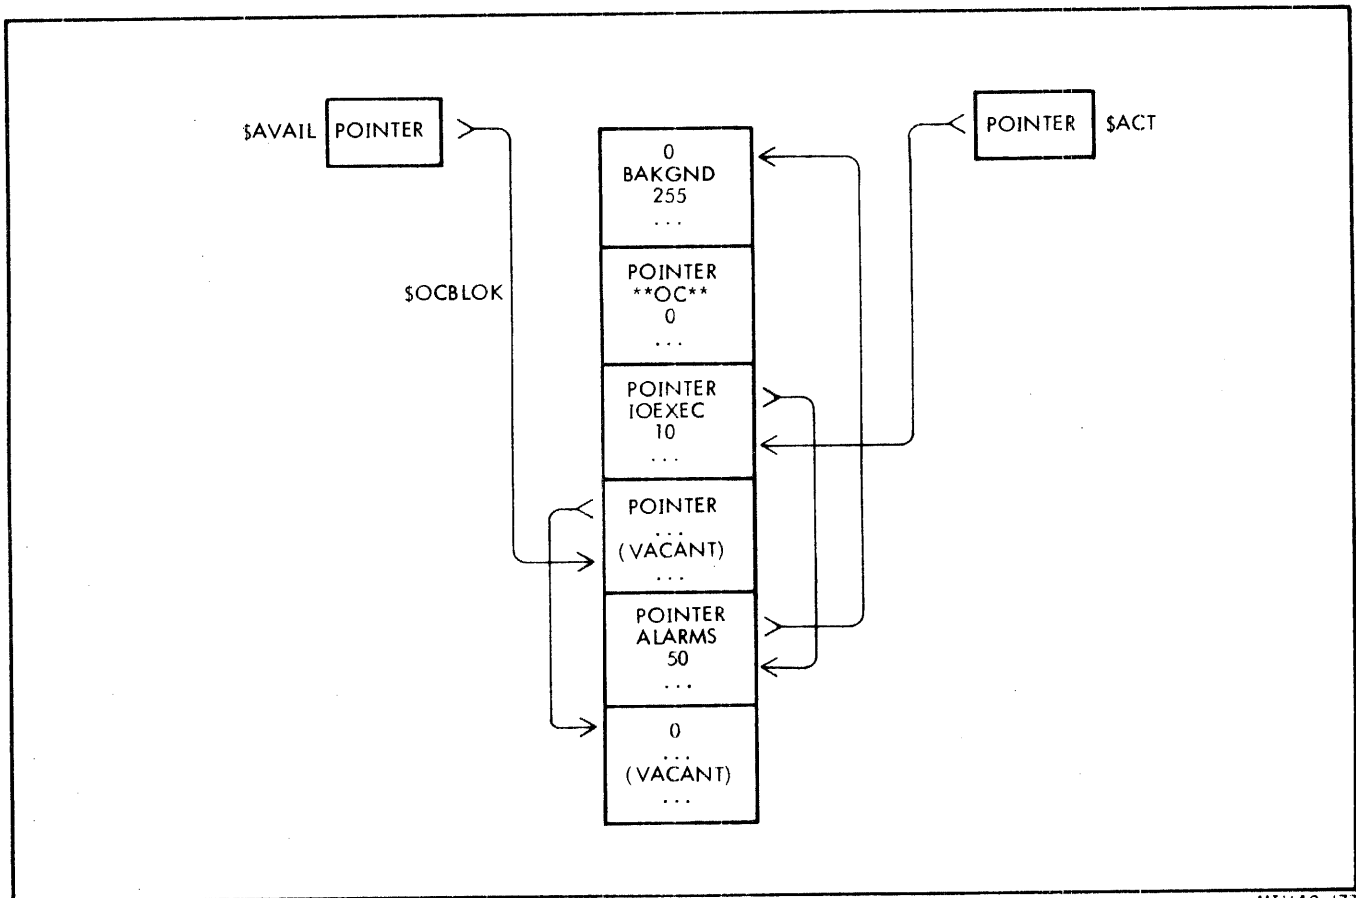 $AVAIL POINTER
POINTER $ACT
0
BAKGND
255
...
$OCBLOK
POINTER
**OC**
0
...
POINTER
IOEXEC
10
...
POINTER
...
(VACANT)
...
POINTER
ALARMS
50
...
0
...
(VACANT)
...